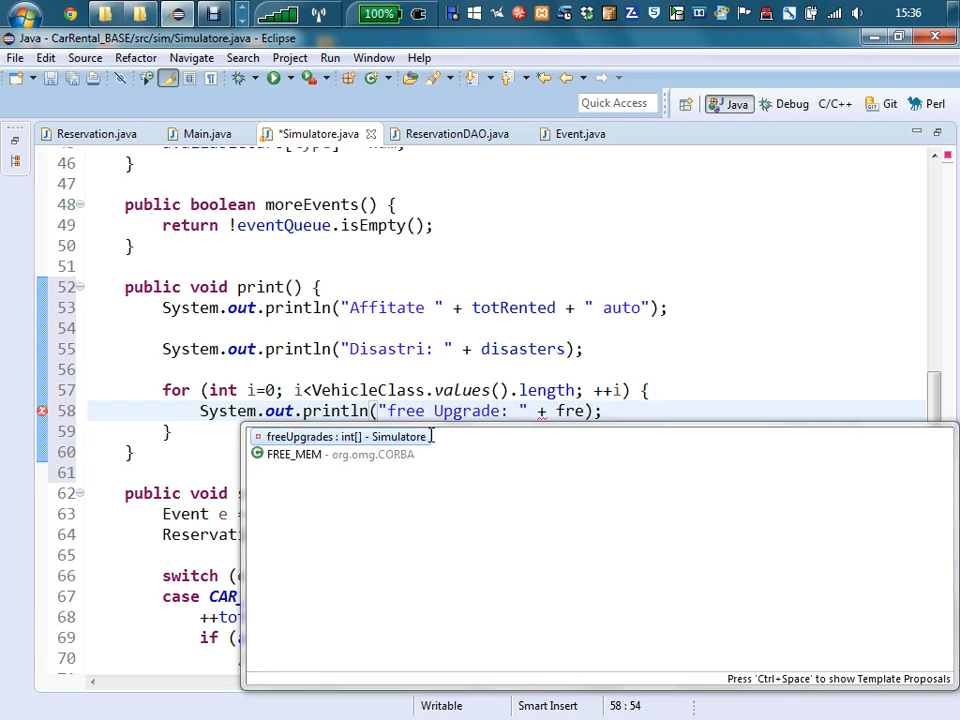 100%
15:36
Java - CarRental_BASE/src/sim/Simulatore.java - Eclipse
File Edit Source Refactor Navigate Search Project Run Window Help
Quick Access
Java Debug C/C++ Git Perl
Reservation.java Main.java *Simulatore.java ReservationDAO.java Event.java
46 }
47
48 public boolean moreEvents() {
49 return !eventQueue.isEmpty();
50 }
51
52 public void print() {
53 System.out.println("Affitate " + totRented + " auto");
54
55 System.out.println("Disastri: " + disasters);
56
57 for (int i=0; i<VehicleClass.values().length; ++i) {
58 System.out.println("free Upgrade: " + fre);
59 }
freeUpgrades : int[] - Simulatore
60 }
FREE_MEM - org.omg.CORBA
61
62 public void
63 Event e =
64
65
66 switch
67 case
68
69 if
70
Press 'Ctrl+Space' to show Template Proposals
Writable Smart Insert 58 : 54